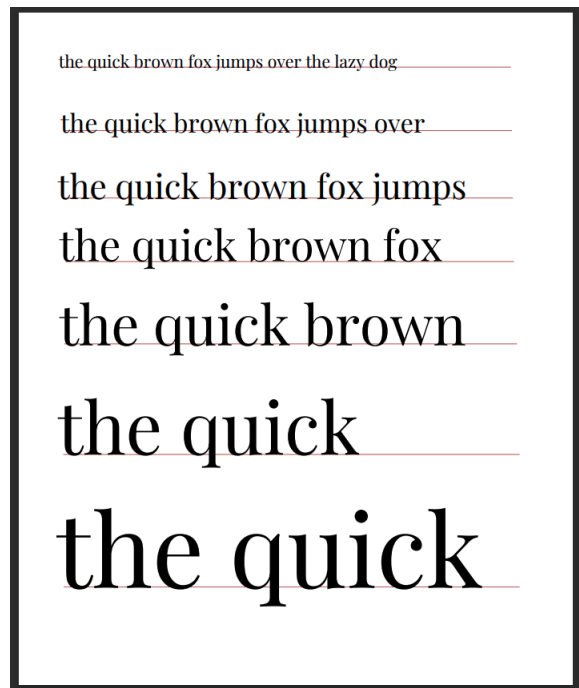 the quick brown fox jumps over the lazy dog
the quick brown fox jumps over
the quick brown fox jumps
the quick brown fox
the quick brown
the quick
the quick